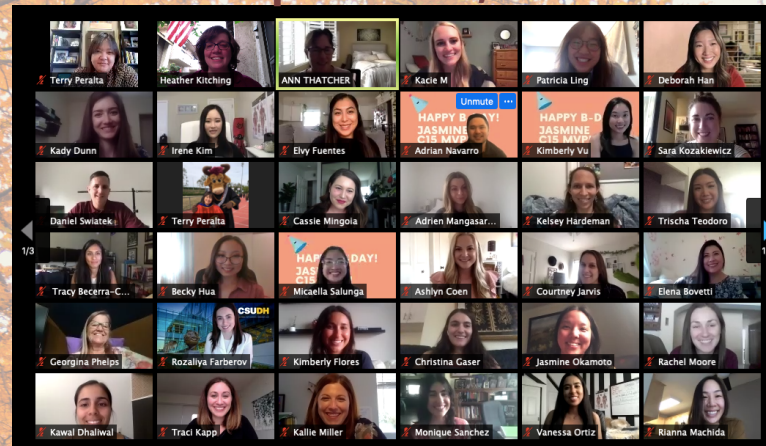 Terry Peralta
Heather Kitching
ANN THATCHER
Kacie M
Patricia Ling
Deborah Han
Kady Dunn
Irene Kim
Elvy Fuentes
Unmute ...
HAPPY B-DAY!
JASMINE
C15 MVP!
Adrian Navarro
HAPPY B-D
JASMINE
C15 MVP
Kimberly Vu
Sara Kozakiewicz
Daniel Swiatek
Terry Peralta
Cassie Mingoia
Adrien Mangasar...
Kelsey Hardeman
Trischa Teodoro
1/3
Tracy Becerra-C...
Becky Hua
HAP DAY!
JAS
C15
Micaella Salunga
Ashlyn Coen
Courtney Jarvis
Elena Bovetti
Georgina Phelps
CSUDH
Rozaliya Farberov
Kimberly Flores
Christina Gaser
Jasmine Okamoto
Rachel Moore
Kawal Dhaliwal
Traci Kapp
Kallie Miller
Monique Sanchez
Vanessa Ortiz
Rianna Machida